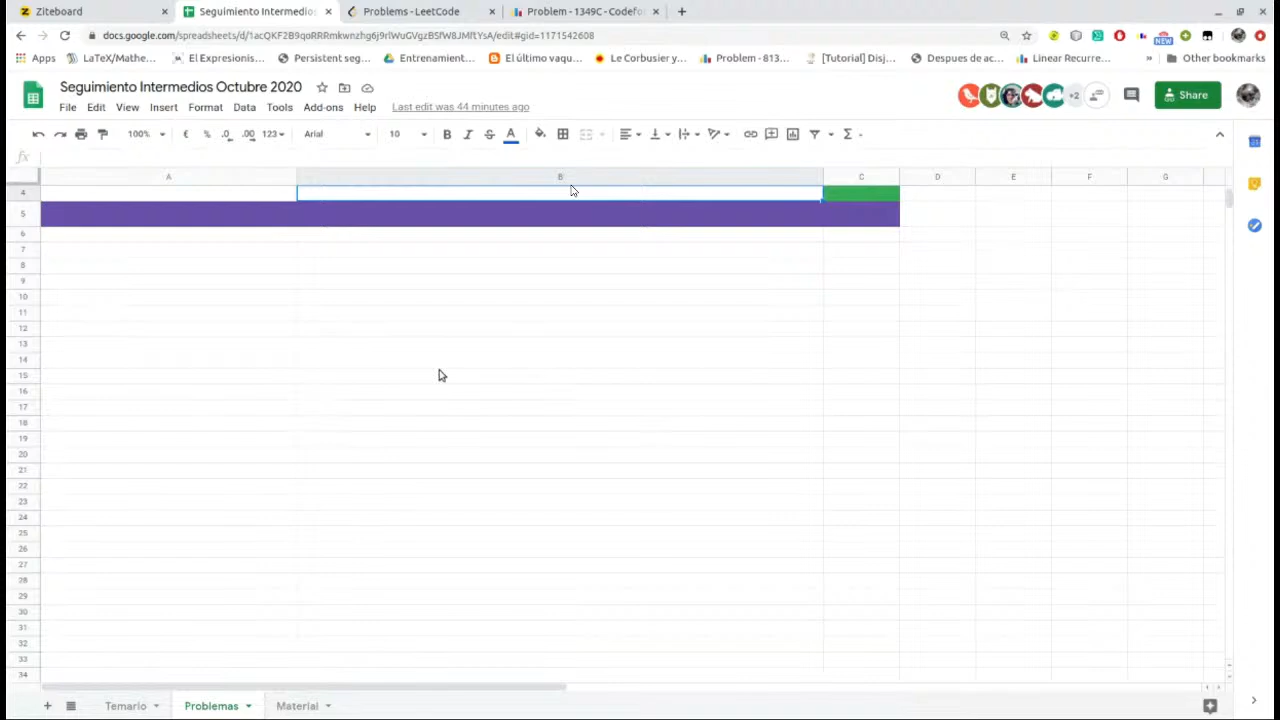 Ziteboard
Seguimiento Intermedios
Problems - LeetCode
Problem - 1349C - Codefor
docs.google.com/spreadsheets/d/1acQKF2B9qoRRRmkwnzhg6j9rlWuGVgzBSfW8JMftYsA/edit#gid=1171542608
Apps
LaTeX/Mathe...
El Expresionis...
Persistent seg...
Entrenamient...
El último vaqu...
Le Corbusier y...
Problem - 813...
[Tutorial] Disj...
Despues de ac...
Linear Recurre...
»
Other bookmarks
NEW
Seguimiento Intermedios Octubre 2020
File Edit View Insert Format Data Tools Add-ons Help Last edit was 44 minutes ago
+2
Share
100% € % .0 .00 123 Arial 10 B I S A Σ
fx
A B C D E F G
4
5
6
7
8
9
10
11
12
13
14
15
16
17
18
19
20
21
22
23
24
25
26
27
28
29
30
31
32
33
34
Temario Problemas Material